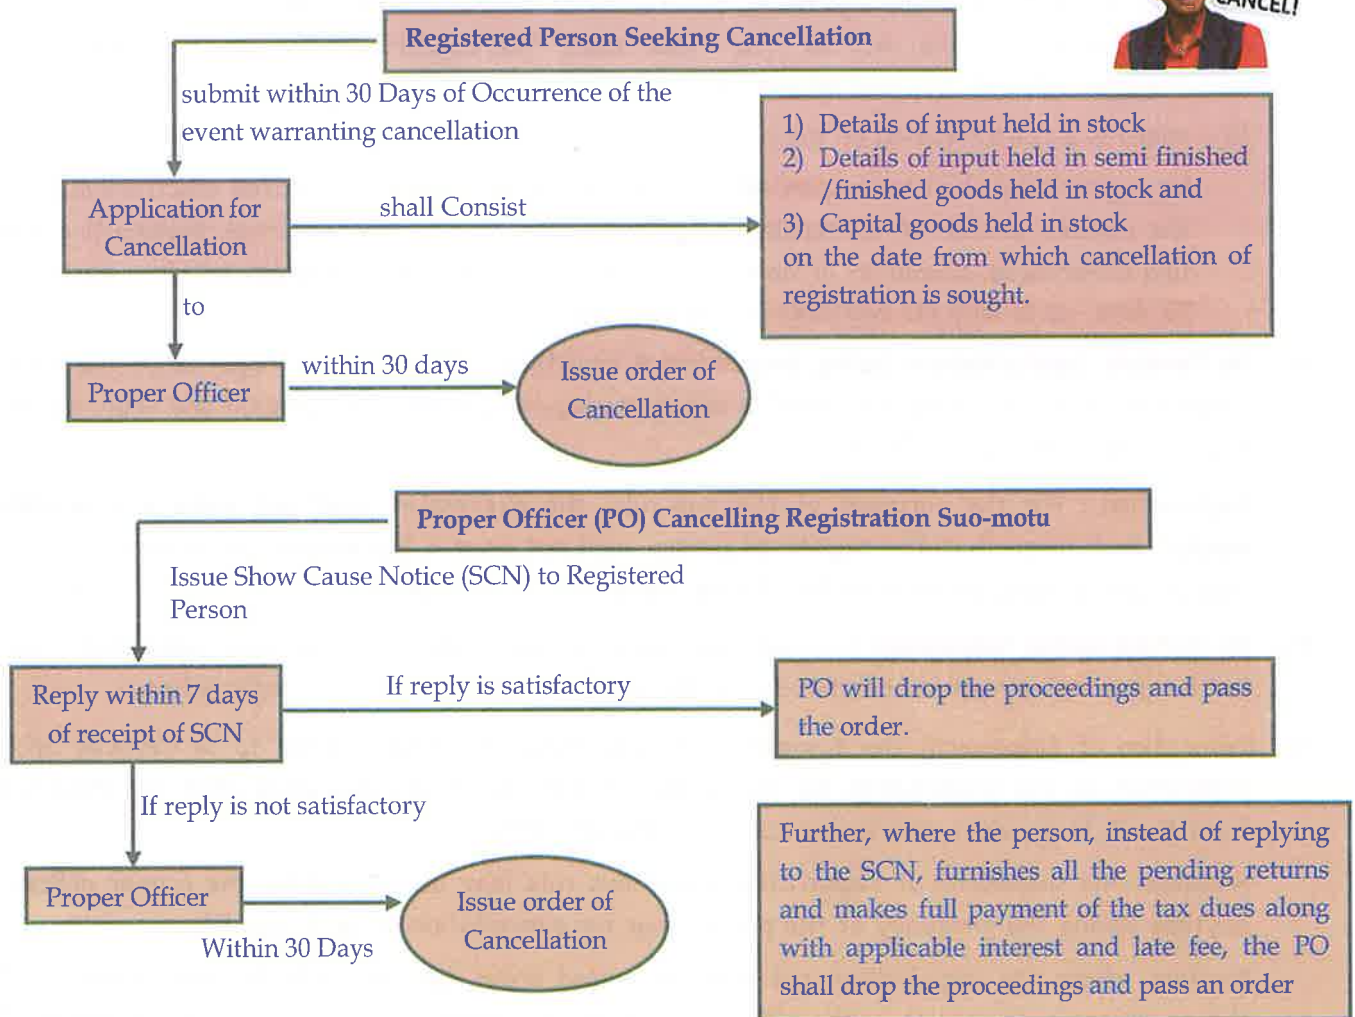 CANCEL!
Registered Person Seeking Cancellation
submit within 30 Days of Occurrence of the
event warranting cancellation
1) Details of input held in stock
2) Details of input held in semi finished
/finished goods held in stock and
3) Capital goods held in stock
on the date from which cancellation of
registration is sought.
Application for
Cancellation
shall Consist
to
Proper Officer
within 30 days
Issue order of
Cancellation
Proper Officer (PO) Cancelling Registration Suo-motu
Issue Show Cause Notice (SCN) to Registered
Person
Reply within 7 days
of receipt of SCN
If reply is satisfactory
PO will drop the proceedings and pass
the order.
If reply is not satisfactory
Proper Officer
Within 30 Days
Issue order of
Cancellation
Further, where the person, instead of replying
to the SCN, furnishes all the pending returns
and makes full payment of the tax dues along
with applicable interest and late fee, the PO
shall drop the proceedings and pass an order